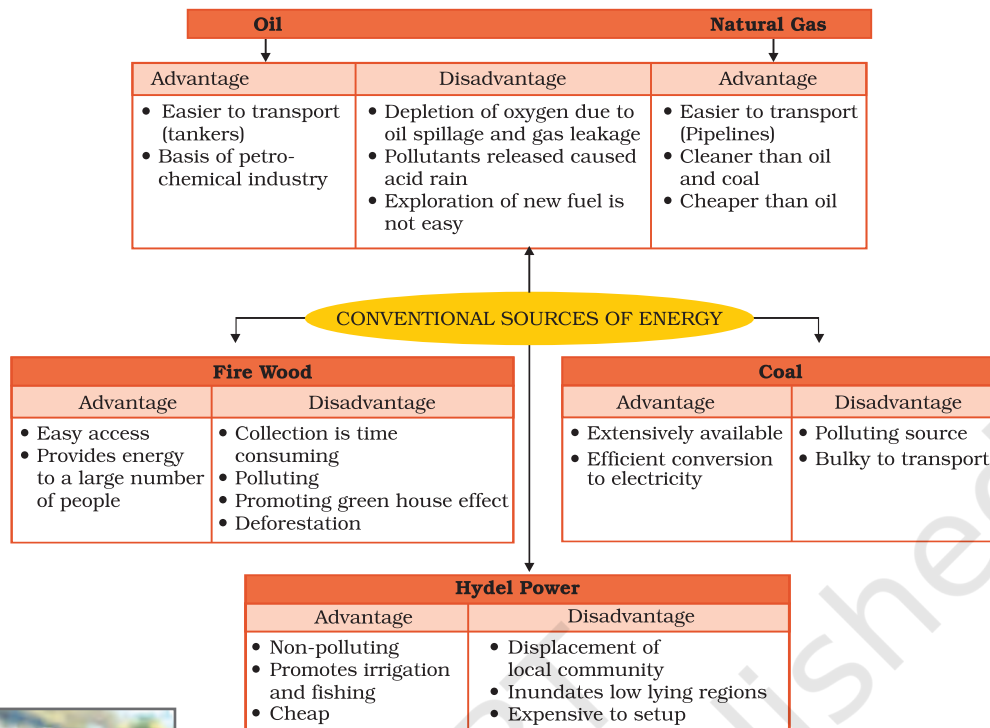 Oil Natural Gas
Advantage Disadvantage Advantage
• Easier to transport
(tankers)
• Basis of petro-
chemical industry
• Depletion of oxygen due to
oil spillage and gas leakage
• Pollutants released caused
acid rain
• Exploration of new fuel is
not easy
• Easier to transport
(Pipelines)
• Cleaner than oil
and coal
• Cheaper than oil
CONVENTIONAL SOURCES OF ENERGY
Fire Wood
Advantage Disadvantage
• Easy access
• Provides energy
to a large number
of people
• Collection is time
consuming
• Polluting
• Promoting green house effect
• Deforestation
Coal
Advantage Disadvantage
• Extensively available
• Efficient conversion
to electricity
• Polluting source
• Bulky to transport
Hydel Power
Advantage Disadvantage
• Non-polluting
• Promotes irrigation
and fishing
• Cheap
• Displacement of
local community
• Inundates low lying regions
• Expensive to setup